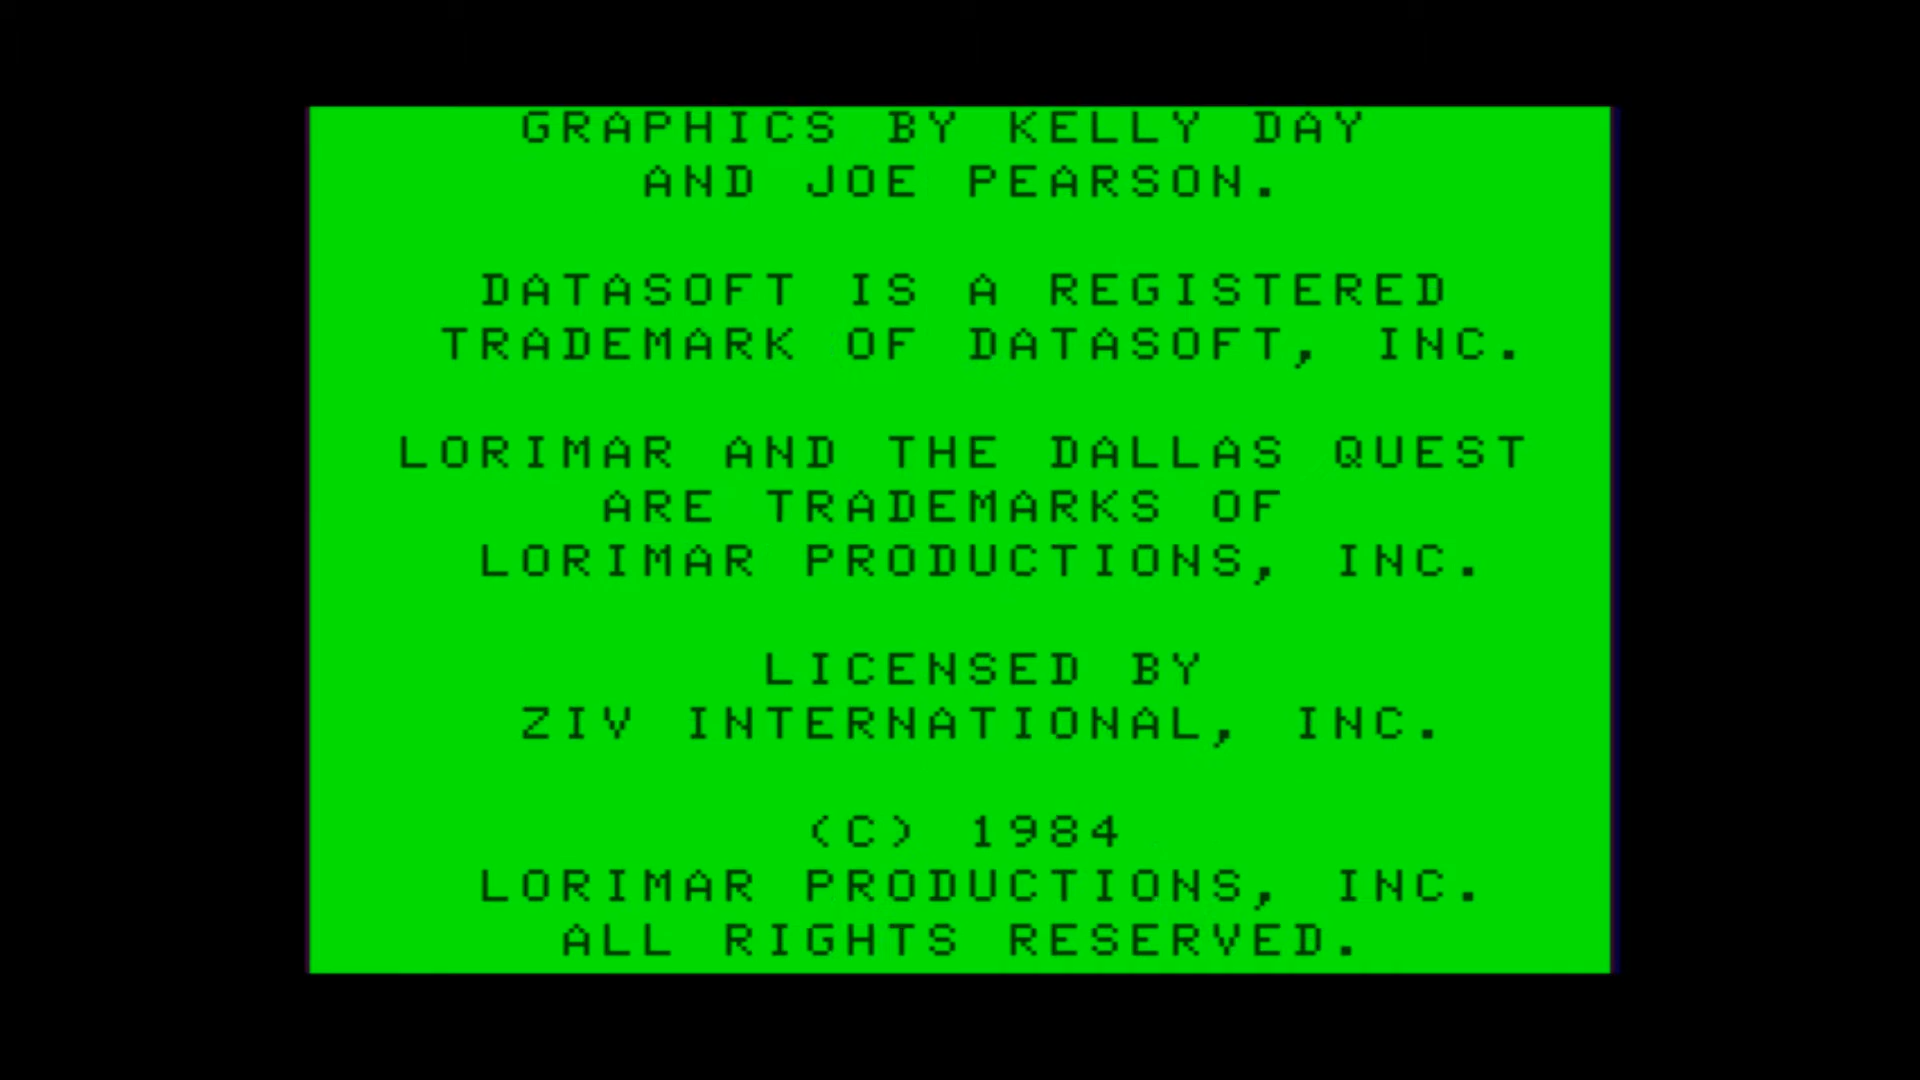 GRAPHICS BY KELLY DAY
AND JOE PEARSON.
DATASOFT IS A REGISTERED
TRADEMARK OF DATASOFT, INC.
LORIMAR AND THE DALLAS QUEST
ARE TRADEMARKS OF
LORIMAR PRODUCTIONS, INC.
LICENSED BY
ZIV INTERNATIONAL, INC.
(C) 1984
LORIMAR PRODUCTIONS, INC.
ALL RIGHTS RESERVED.